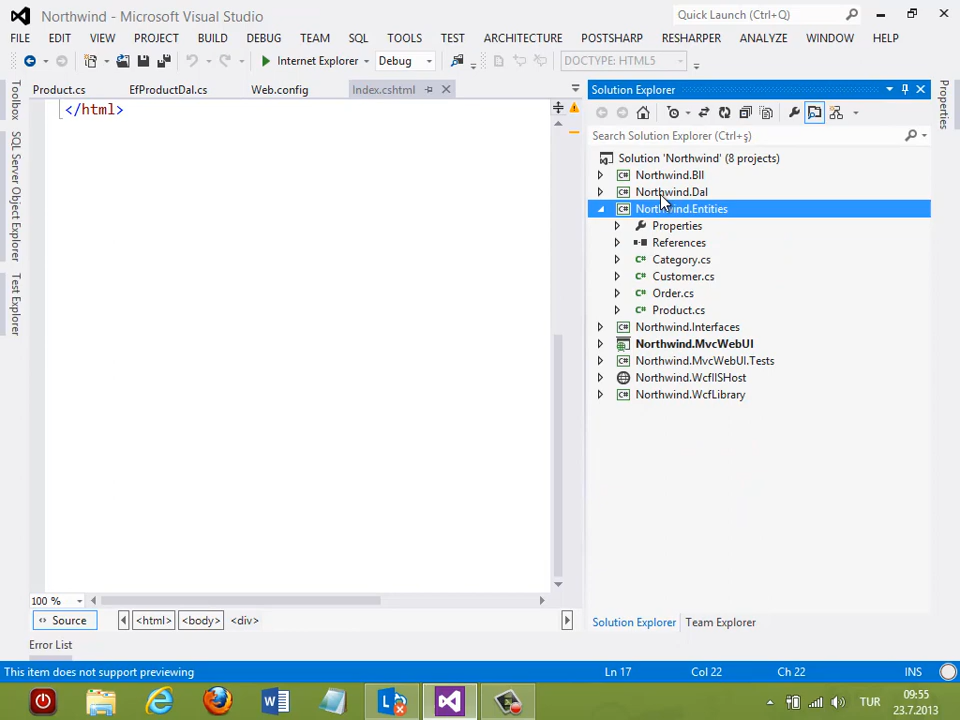 Northwind - Microsoft Visual Studio
Quick Launch (Ctrl+Q)
FILE EDIT VIEW PROJECT BUILD DEBUG TEAM SQL TOOLS TEST ARCHITECTURE POSTSHARP RESHARPER ANALYZE WINDOW HELP
Internet Explorer Debug DOCTYPE: HTML5
Product.cs EfProductDal.cs Web.config Index.cshtml
</html>
Toolbox
SQL Server Object Explorer
Test Explorer
Solution Explorer
Search Solution Explorer (Ctrl+ş)
Solution 'Northwind' (8 projects)
Northwind.Bll
Northwind.Dal
Northwind.Entities
Properties
References
Category.cs
Customer.cs
Order.cs
Product.cs
Northwind.Interfaces
Northwind.MvcWebUI
Northwind.MvcWebUI.Tests
Northwind.WcfIISHost
Northwind.WcfLibrary
Properties
100 %
Source <html> <body> <div>
Solution Explorer Team Explorer
Error List
This item does not support previewing Ln 17 Col 22 Ch 22 INS
TUR
09:55
23.7.2013